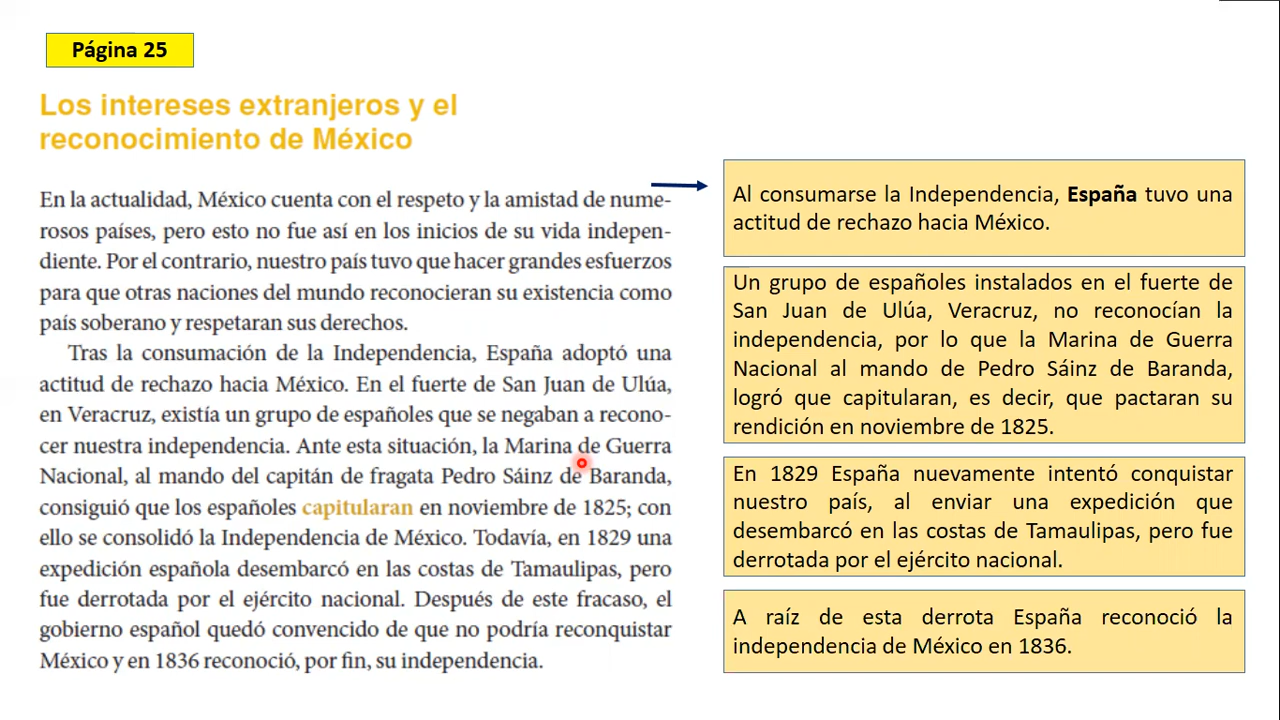 Página 25
Los intereses extranjeros y el
reconocimiento de México
En la actualidad, México cuenta con el respeto y la amistad de nume-
rosos países, pero esto no fue así en los inicios de su vida indepen-
diente. Por el contrario, nuestro país tuvo que hacer grandes esfuerzos
para que otras naciones del mundo reconocieran su existencia como
país soberano y respetaran sus derechos.
Tras la consumación de la Independencia, España adoptó una
actitud de rechazo hacia México. En el fuerte de San Juan de Ulúa,
en Veracruz, existía un grupo de españoles que se negaban a recono-
cer nuestra independencia. Ante esta situación, la Marina de Guerra
Nacional, al mando del capitán de fragata Pedro Sáinz de Baranda,
consiguió que los españoles capitularan en noviembre de 1825; con
ello se consolidó la Independencia de México. Todavía, en 1829 una
expedición española desembarcó en las costas de Tamaulipas, pero
fue derrotada por el ejército nacional. Después de este fracaso, el
gobierno español quedó convencido de que no podría reconquistar
México y en 1836 reconoció, por fin, su independencia.
Al consumarse la Independencia, España tuvo una
actitud de rechazo hacia México.
Un grupo de españoles instalados en el fuerte de
San Juan de Ulúa, Veracruz, no reconocían la
independencia, por lo que la Marina de Guerra
Nacional al mando de Pedro Sáinz de Baranda,
logró que capitularan, es decir, que pactaran su
rendición en noviembre de 1825.
En 1829 España nuevamente intentó conquistar
nuestro país, al enviar una expedición que
desembarcó en las costas de Tamaulipas, pero fue
derrotada por el ejército nacional.
A raíz de esta derrota España reconoció la
independencia de México en 1836.